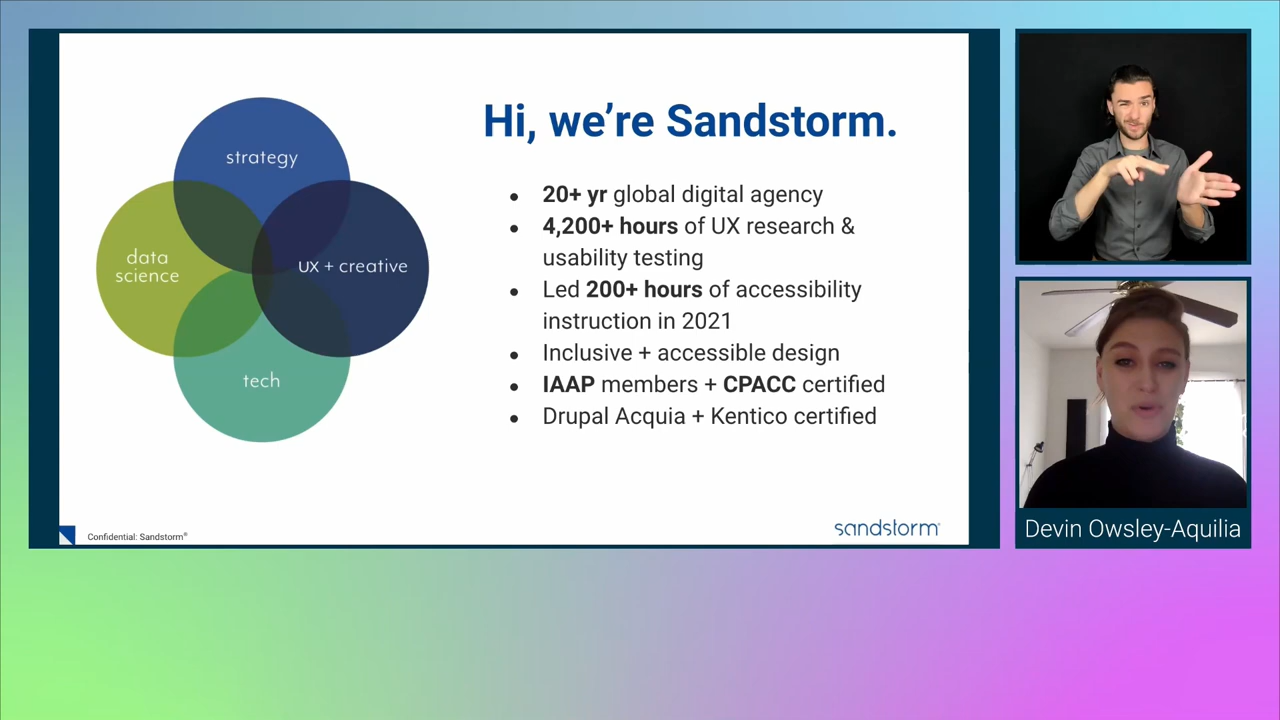 strategy
data
science
UX + creative
tech
Hi, we’re Sandstorm.
● 20+ yr global digital agency
● 4,200+ hours of UX research &
usability testing
● Led 200+ hours of accessibility
instruction in 2021
● Inclusive + accessible design
● IAAP members + CPACC certified
● Drupal Acquia + Kentico certified
Confidential: Sandstorm®
sandstorm®
Devin Owsley-Aquilia